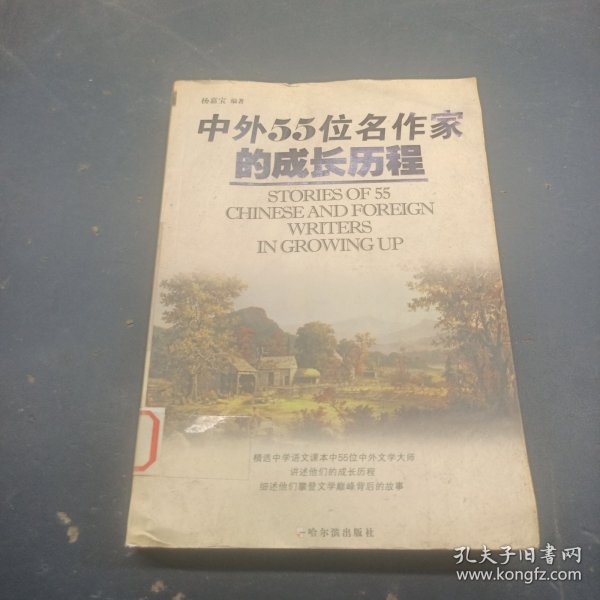 杨嘉宝 编著
中外55位名作家
的成长历程
STORIES OF 55
CHINESE AND FOREIGN
WRITERS
IN GROWING UP
精选中学语文课本中55位中外文学大师
讲述他们的成长历程
细述他们攀登文学巅峰背后的故事
哈尔滨出版社
孔夫子旧书网
www.kongfz.com